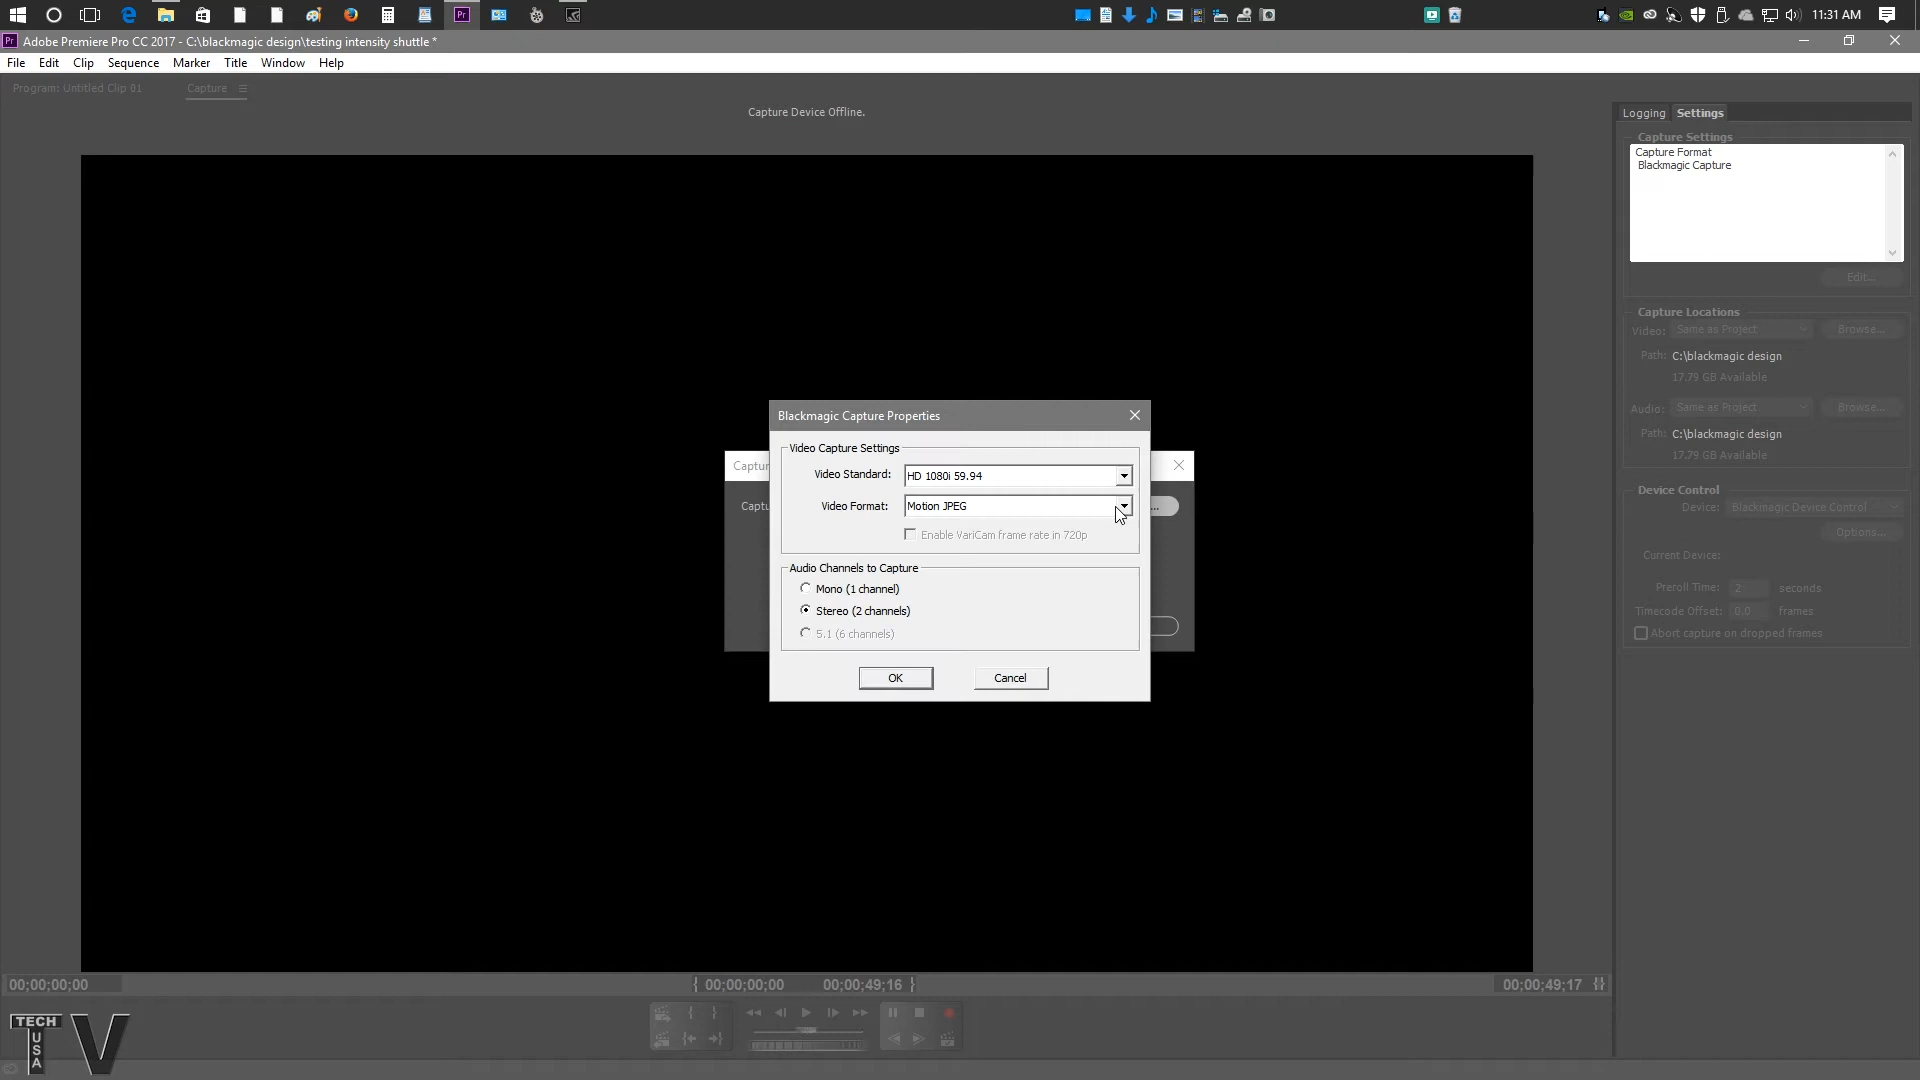 11:31 AM
Pr Adobe Premiere Pro CC 2017 - C:\blackmagic design\testing intensity shuttle *
File Edit Clip Sequence Marker Title Window Help
Program: Untitled Clip 01 Capture
Capture Device Offline.
Logging Settings
Capture Settings
Capture Format
Blackmagic Capture
Edit...
Capture Locations
Video: Same as Project Browse...
Path: C:\blackmagic design
17.79 GB Available
Audio: Same as Project Browse...
Path: C:\blackmagic design
17.79 GB Available
Device Control
Device: Blackmagic Device Control
Options...
Current Device:
Preroll Time: 2 seconds
Timecode Offset: 0.0 frames
Abort capture on dropped frames
Captur
Captu
...
Blackmagic Capture Properties
Video Capture Settings
Video Standard: HD 1080i 59.94
Video Format: Motion JPEG
Enable VariCam frame rate in 720p
Audio Channels to Capture
Mono (1 channel)
Stereo (2 channels)
5.1 (6 channels)
OK Cancel
00;00;00;00 { 00;00;00;00 00;00;49;16 } 00;00;49;17 {}
TECH
USA
TV